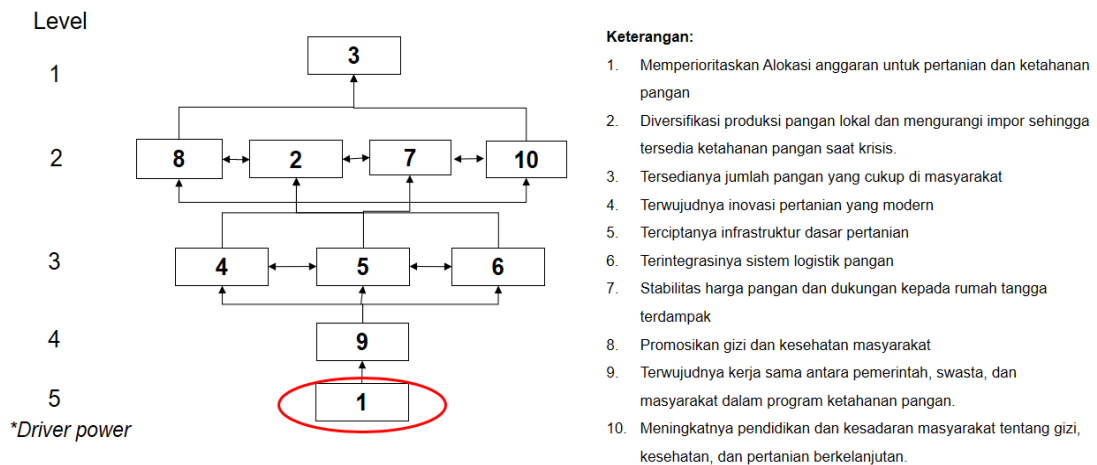 Level
1
3
2
8
2
7
10
3
4
5
6
4
9
5
1
*Driver power
Keterangan:
1. Memperioritaskan Alokasi anggaran untuk pertanian dan ketahanan
pangan
2. Diversifikasi produksi pangan lokal dan mengurangi impor sehingga
tersedia ketahanan pangan saat krisis.
3. Tersedianya jumlah pangan yang cukup di masyarakat
4. Terwujudnya inovasi pertanian yang modern
5. Terciptanya infrastruktur dasar pertanian
6. Terintegrasinya sistem logistik pangan
7. Stabilitas harga pangan dan dukungan kepada rumah tangga
terdampak
8. Promosikan gizi dan kesehatan masyarakat
9. Terwujudnya kerja sama antara pemerintah, swasta, dan
masyarakat dalam program ketahanan pangan.
10. Meningkatnya pendidikan dan kesadaran masyarakat tentang gizi,
kesehatan, dan pertanian berkelanjutan.